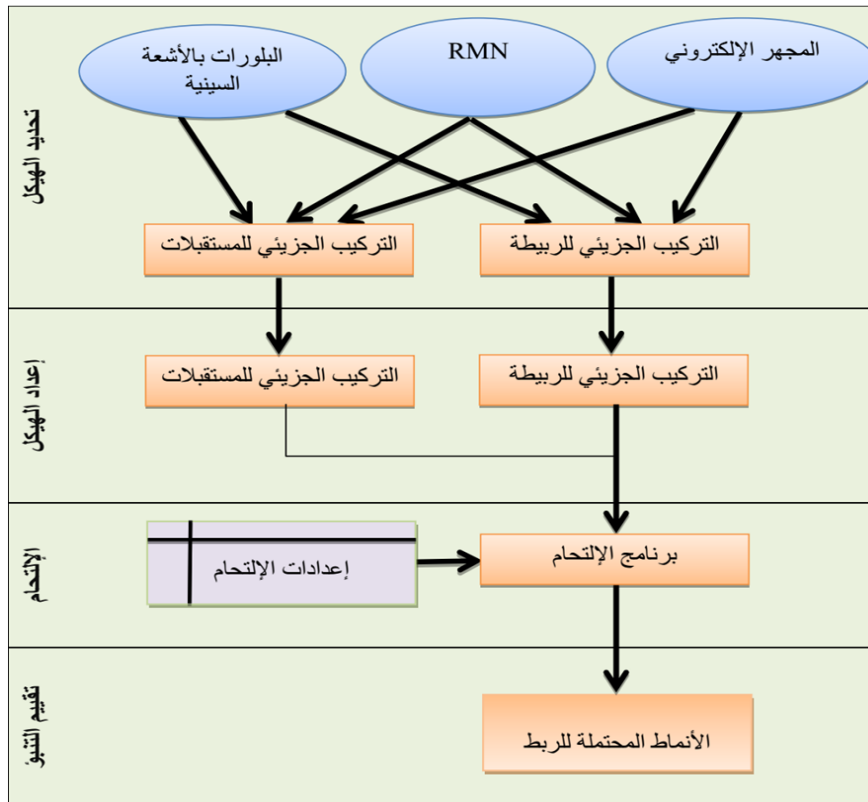 المجهر الإلكتروني
RMN
البلورات بالأشعة
السينية
تحديد الهيكل
التركيب الجزيئي للربيطة
التركيب الجزيئي للمستقبلات
إعداد الهيكل
التركيب الجزيئي للربيطة
التركيب الجزيئي للمستقبلات
الإلتحام
برنامج الإلتحام
إعدادات الإلتحام
تقييم التنبؤ
الأنماط المحتملة للربط